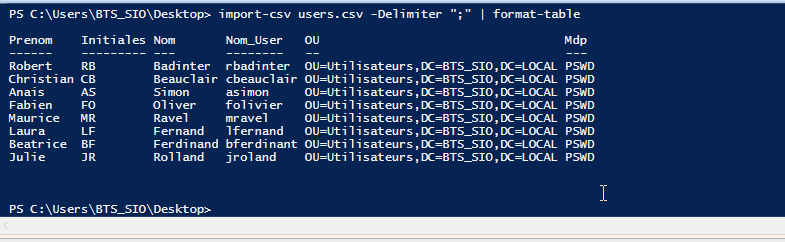 PS C:\Users\BTS_SIO\Desktop> import-csv users.csv -Delimiter ";" | format-table
Prenom Initiales Nom Nom_User OU Mdp
------ --------- --- -------- -- ---
Robert RB Badinter rbadinter OU=Utilisateurs,DC=BTS_SIO,DC=LOCAL PSWD
Christian CB Beauclair cbeauclair OU=Utilisateurs,DC=BTS_SIO,DC=LOCAL PSWD
Anais AS Simon asimon OU=Utilisateurs,DC=BTS_SIO,DC=LOCAL PSWD
Fabien FO Oliver folivier OU=Utilisateurs,DC=BTS_SIO,DC=LOCAL PSWD
Maurice MR Ravel mravel OU=Utilisateurs,DC=BTS_SIO,DC=LOCAL PSWD
Laura LF Fernand lfernand OU=Utilisateurs,DC=BTS_SIO,DC=LOCAL PSWD
Beatrice BF Ferdinand bferdinant OU=Utilisateurs,DC=BTS_SIO,DC=LOCAL PSWD
Julie JR Rolland jroland OU=Utilisateurs,DC=BTS_SIO,DC=LOCAL PSWD
PS C:\Users\BTS_SIO\Desktop>